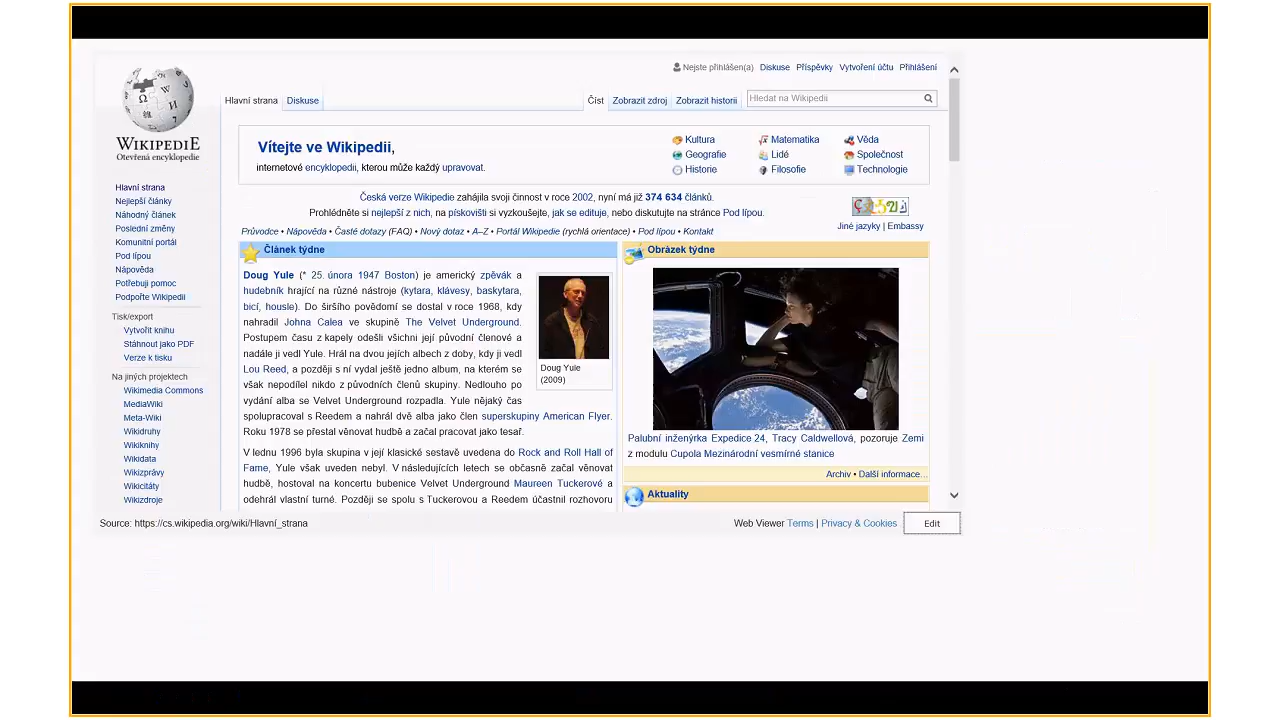 Nejste přihlášen(a) Diskuse Příspěvky Vytvoření účtu Přihlášení
Hlavní strana Diskuse Číst Zobrazit zdroj Zobrazit historii Hledat na Wikipedii
WIKIPEDIE
Otevřená encyklopedie
Hlavní strana
Nejlepší články
Náhodný článek
Poslední změny
Komunitní portál
Pod lípou
Nápověda
Potřebuji pomoc
Podpořte Wikipedii
Tisk/export
Vytvořit knihu
Stáhnout jako PDF
Verze k tisku
Na jiných projektech
Wikimedia Commons
MediaWiki
Meta-Wiki
Wikidruhy
Wikiknihy
Wikidata
Wikizprávy
Wikicitáty
Wikizdroje
Vítejte ve Wikipedii,
internetové encyklopedii, kterou může každý upravovat.
Kultura Matematika Věda
Geografie Lidé Společnost
Historie Filosofie Technologie
Česká verze Wikipedie zahájila svoji činnost v roce 2002, nyní má již 374 634 článků.
Prohlédněte si nejlepší z nich, na pískovišti si vyzkoušejte, jak se edituje, nebo diskutujte na stránce Pod lípou.
Jiné jazyky | Embassy
Průvodce • Nápověda • Časté dotazy (FAQ) • Nový dotaz • A–Z • Portál Wikipedie (rychlá orientace) • Pod lípou • Kontakt
Článek týdne
Doug Yule (* 25. února 1947 Boston) je americký zpěvák a
hudebník hrající na různé nástroje (kytara, klávesy, baskytara,
bicí, housle). Do širšího povědomí se dostal v roce 1968, kdy
nahradil Johna Calea ve skupině The Velvet Underground.
Postupem času z kapely odešli všichni její původní členové a
nadále ji vedl Yule. Hrál na dvou jejích albech z doby, kdy ji vedl
Lou Reed, a později s ní vydal ještě jedno album, na kterém se
však nepodílel nikdo z původních členů skupiny. Nedlouho po
vydání alba se Velvet Underground rozpadla. Yule nějaký čas
spolupracoval s Reedem a nahrál dvě alba jako člen superskupiny American Flyer.
Roku 1978 se přestal věnovat hudbě a začal pracovat jako tesař.
Doug Yule
(2009)
V lednu 1996 byla skupina v její klasické sestavě uvedena do Rock and Roll Hall of
Fame, Yule však uveden nebyl. V následujících letech se občasně začal věnovat
hudbě, hostoval na koncertu bubenice Velvet Underground Maureen Tuckerové a
odehrál vlastní turné. Později se spolu s Tuckerovou a Reedem účastnil rozhovoru
Obrázek týdne
Palubní inženýrka Expedice 24, Tracy Caldwellová, pozoruje Zemi
z modulu Cupola Mezinárodní vesmírné stanice
Archiv • Další informace...
Aktuality
Source: https://cs.wikipedia.org/wiki/Hlavní_strana
Web Viewer Terms | Privacy & Cookies Edit